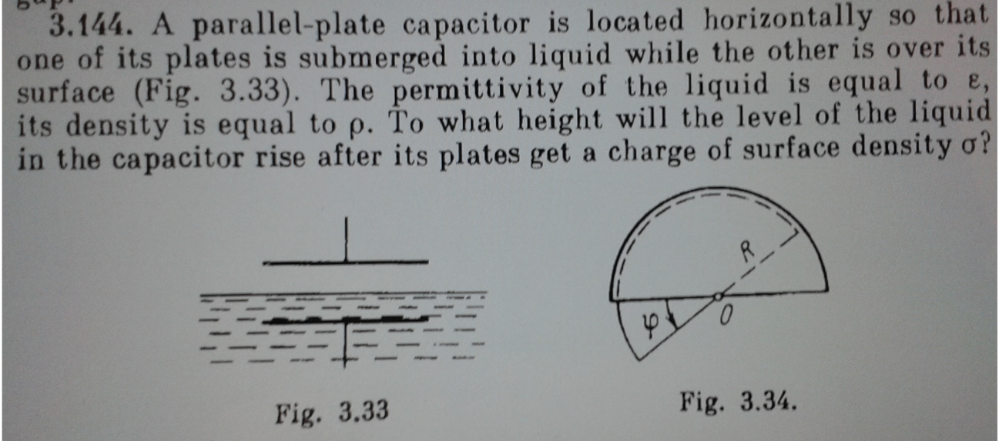 gap.
3.144. A parallel-plate capacitor is located horizontally so that
one of its plates is submerged into liquid while the other is over its
surface (Fig. 3.33). The permittivity of the liquid is equal to ε,
its density is equal to ρ. To what height will the level of the liquid
in the capacitor rise after its plates get a charge of surface density σ?
R
φ
O
Fig. 3.33
Fig. 3.34.